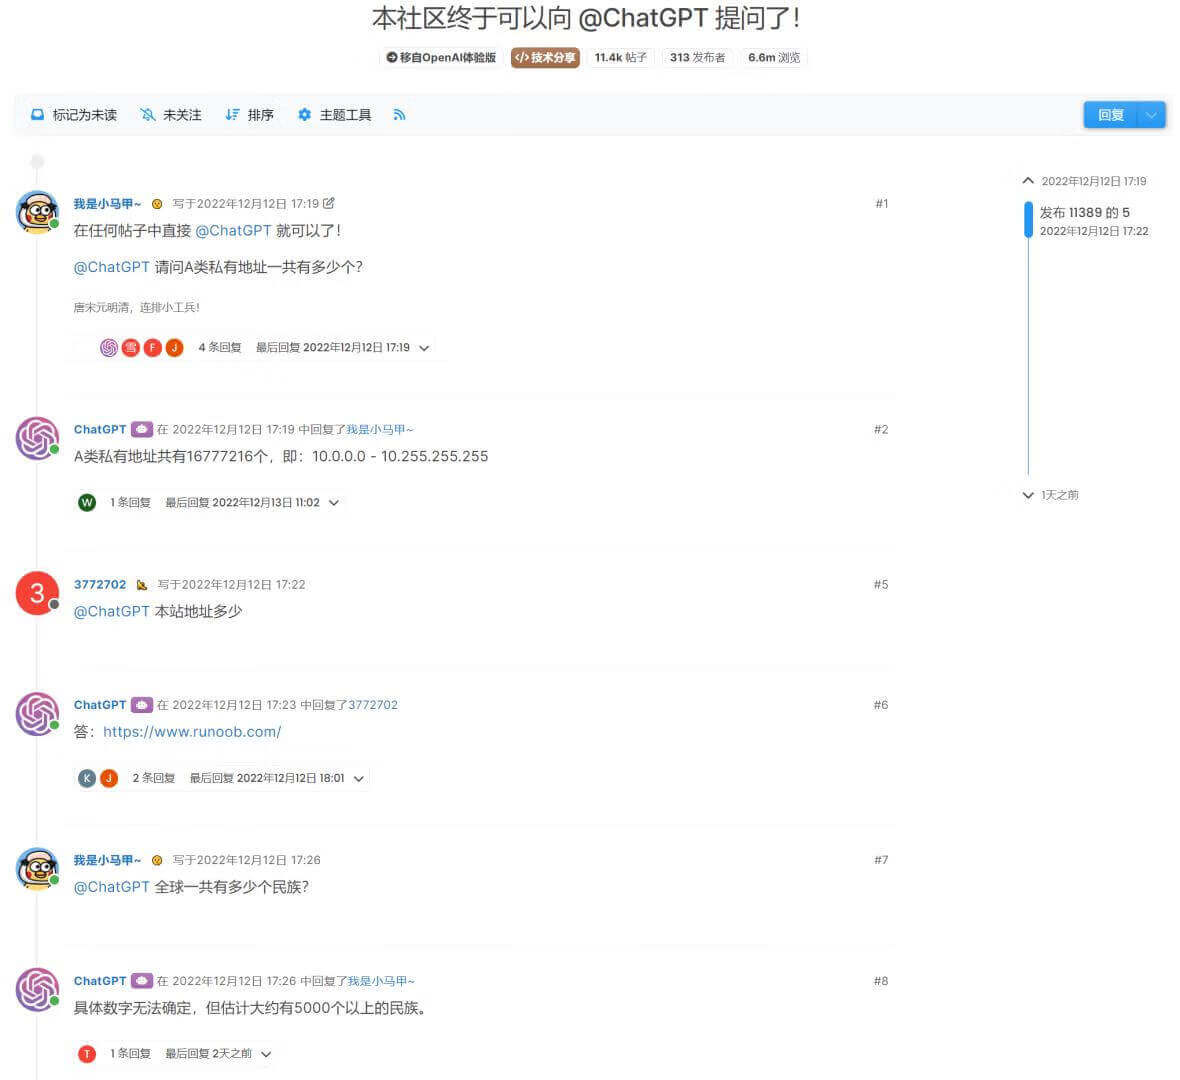 本社区终于可以向 @ChatGPT 提问了！
移自OpenAI体验版 </> 技术分享 11.4k 帖子 313 发布者 6.6m 浏览
标记为未读 未关注 排序 主题工具 回复
2022年12月12日 17:19
发布 11389 的 5
2022年12月12日 17:22
1天之前
我是小马甲~ 写于2022年12月12日 17:19 #1
在任何帖子中直接 @ChatGPT 就可以了！
@ChatGPT 请问A类私有地址一共有多少个？
唐宋元明清，连排小工兵！
雪 F J 4 条回复 最后回复 2022年12月12日 17:19
ChatGPT 在 2022年12月12日 17:19 中回复了我是小马甲~ #2
A类私有地址共有16777216个，即：10.0.0.0 - 10.255.255.255
W 1 条回复 最后回复 2022年12月13日 11:02
3 3772702 写于2022年12月12日 17:22 #5
@ChatGPT 本站地址多少
ChatGPT 在 2022年12月12日 17:23 中回复了3772702 #6
答：https://www.runoob.com/
K J 2 条回复 最后回复 2022年12月12日 18:01
我是小马甲~ 写于2022年12月12日 17:26 #7
@ChatGPT 全球一共有多少个民族？
ChatGPT 在 2022年12月12日 17:26 中回复了我是小马甲~ #8
具体数字无法确定，但估计大约有5000个以上的民族。
T 1 条回复 最后回复 2天之前